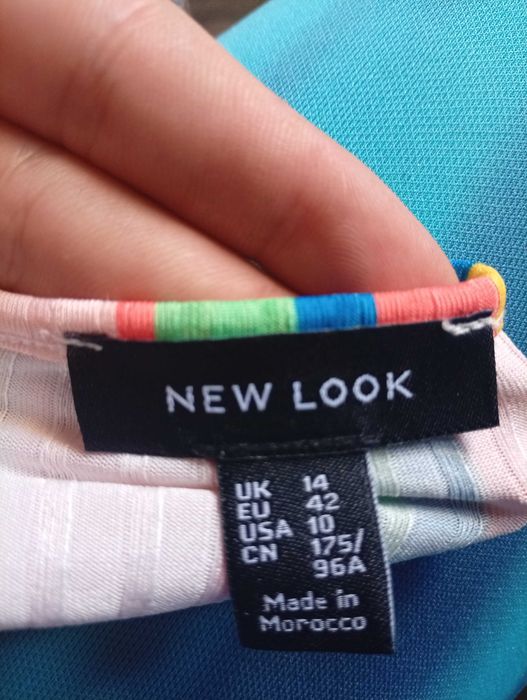 NEW LOOK
UK 14
EU 42
USA 10
CN 175/
96A
Made in
Morocco